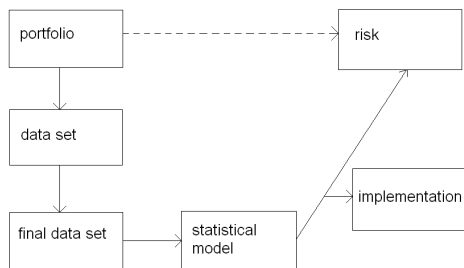 portfolio
risk
data set
implementation
final data set
statistical
model